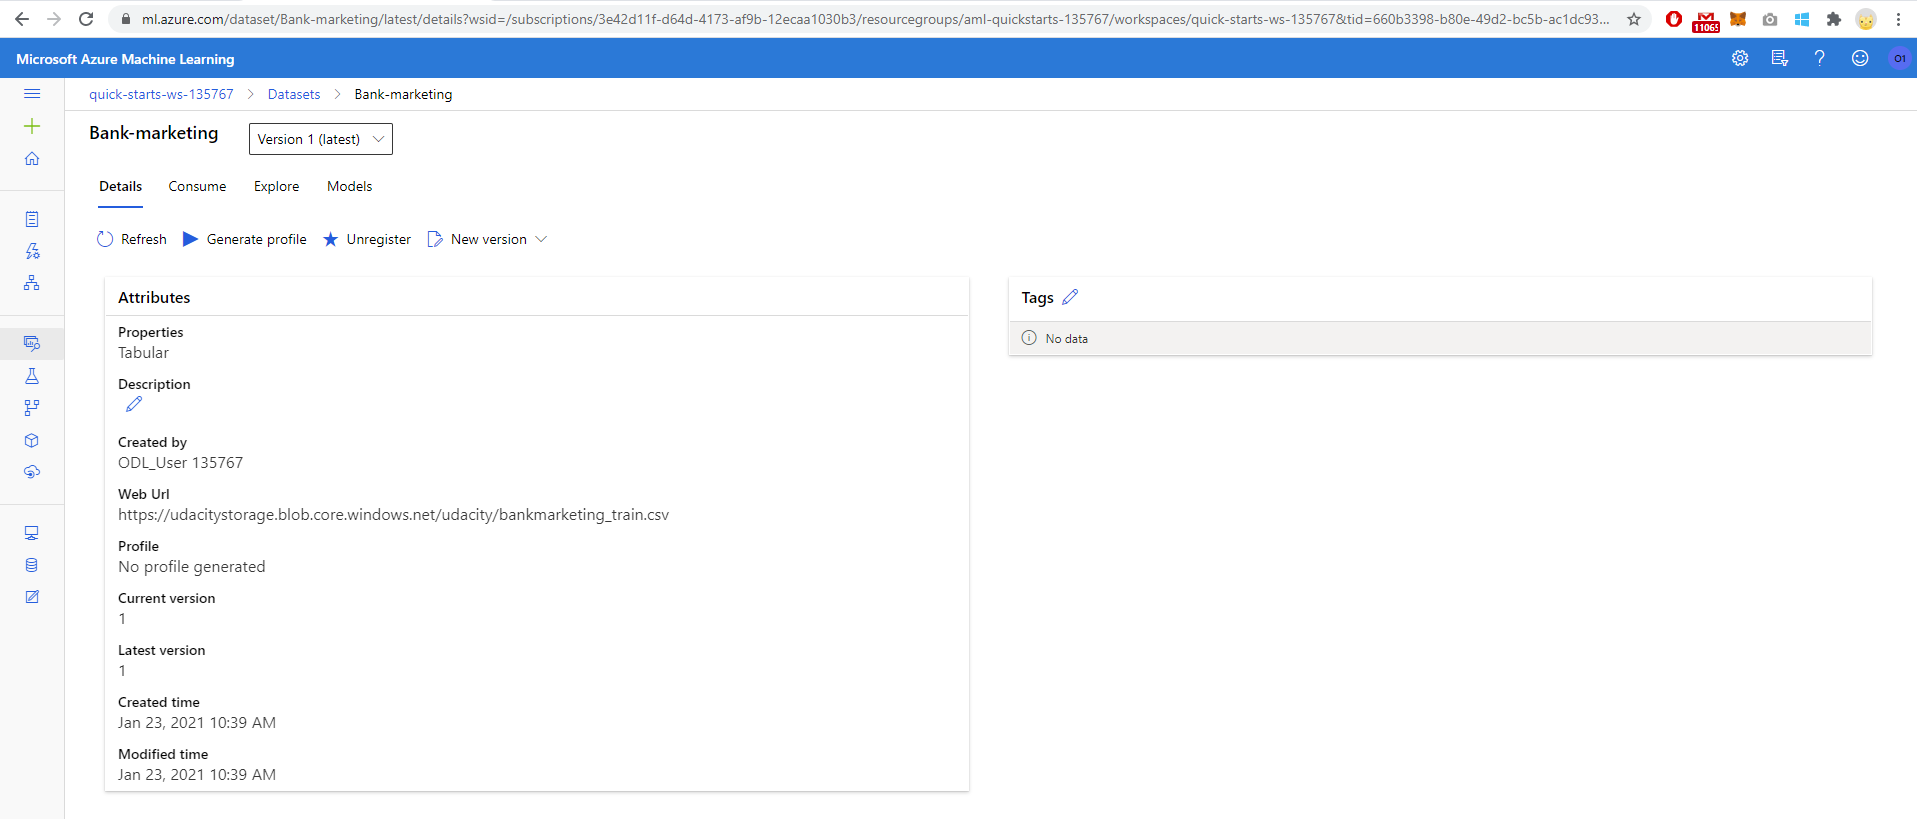 ml.azure.com/dataset/Bank-marketing/latest/details?wsid=/subscriptions/3e42d11f-d64d-4173-af9b-12ecaa1030b3/resourcegroups/aml-quickstarts-135767/workspaces/quick-starts-ws-135767&tid=660b3398-b80e-49d2-bc5b-ac1dc93...
11065
Microsoft Azure Machine Learning
O1
quick-starts-ws-135767 > Datasets > Bank-marketing
Bank-marketing
Version 1 (latest)
Details Consume Explore Models
Refresh Generate profile Unregister New version
Attributes
Properties
Tabular
Description
Created by
ODL_User 135767
Web Url
https://udacitystorage.blob.core.windows.net/udacity/bankmarketing_train.csv
Profile
No profile generated
Current version
1
Latest version
1
Created time
Jan 23, 2021 10:39 AM
Modified time
Jan 23, 2021 10:39 AM
Tags
No data